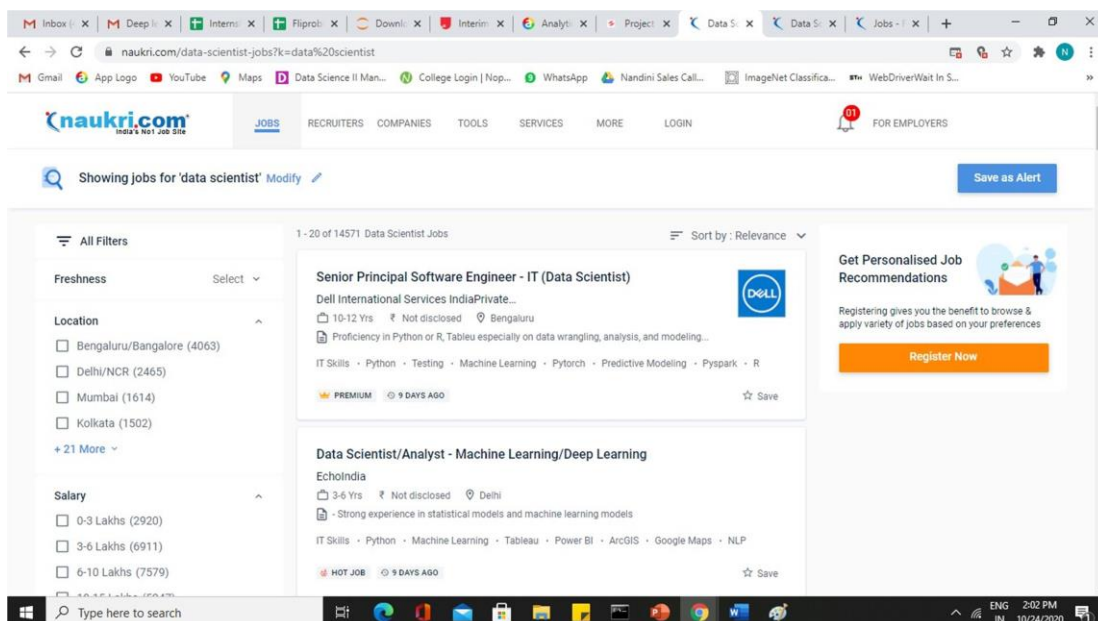 Inbox (
Deep l
Interns
Fliprob
Downlo
Interim
Analyti
Project
Data Sc
Data Sc
Jobs - F
naukri.com/data-scientist-jobs?k=data%20scientist
N
Gmail
App Logo
YouTube
Maps
Data Science II Man...
College Login | Nop...
WhatsApp
Nandini Sales Call...
ImageNet Classifica...
WebDriverWait In S...
naukri.com
India's No1 Job Site
JOBS
RECRUITERS
COMPANIES
TOOLS
SERVICES
MORE
LOGIN
01
FOR EMPLOYERS
Showing jobs for 'data scientist' Modify
Save as Alert
All Filters
Freshness Select
Location
Bengaluru/Bangalore (4063)
Delhi/NCR (2465)
Mumbai (1614)
Kolkata (1502)
+ 21 More
Salary
0-3 Lakhs (2920)
3-6 Lakhs (6911)
6-10 Lakhs (7579)
1 - 20 of 14571 Data Scientist Jobs
Sort by : Relevance
Senior Principal Software Engineer - IT (Data Scientist)
DELL
Dell International Services IndiaPrivate...
10-12 Yrs ₹ Not disclosed Bengaluru
Proficiency in Python or R, Tableu especially on data wrangling, analysis, and modeling...
IT Skills • Python • Testing • Machine Learning • Pytorch • Predictive Modeling • Pyspark • R
PREMIUM 9 DAYS AGO
Save
Data Scientist/Analyst - Machine Learning/Deep Learning
EchoIndia
3-6 Yrs ₹ Not disclosed Delhi
- Strong experience in statistical models and machine learning models
IT Skills • Python • Machine Learning • Tableau • Power BI • ArcGIS • Google Maps • NLP
HOT JOB 9 DAYS AGO
Save
Get Personalised Job
Recommendations
Registering gives you the benefit to browse &
apply variety of jobs based on your preferences
Register Now
Type here to search
ENG 2:02 PM
IN 10/24/2020